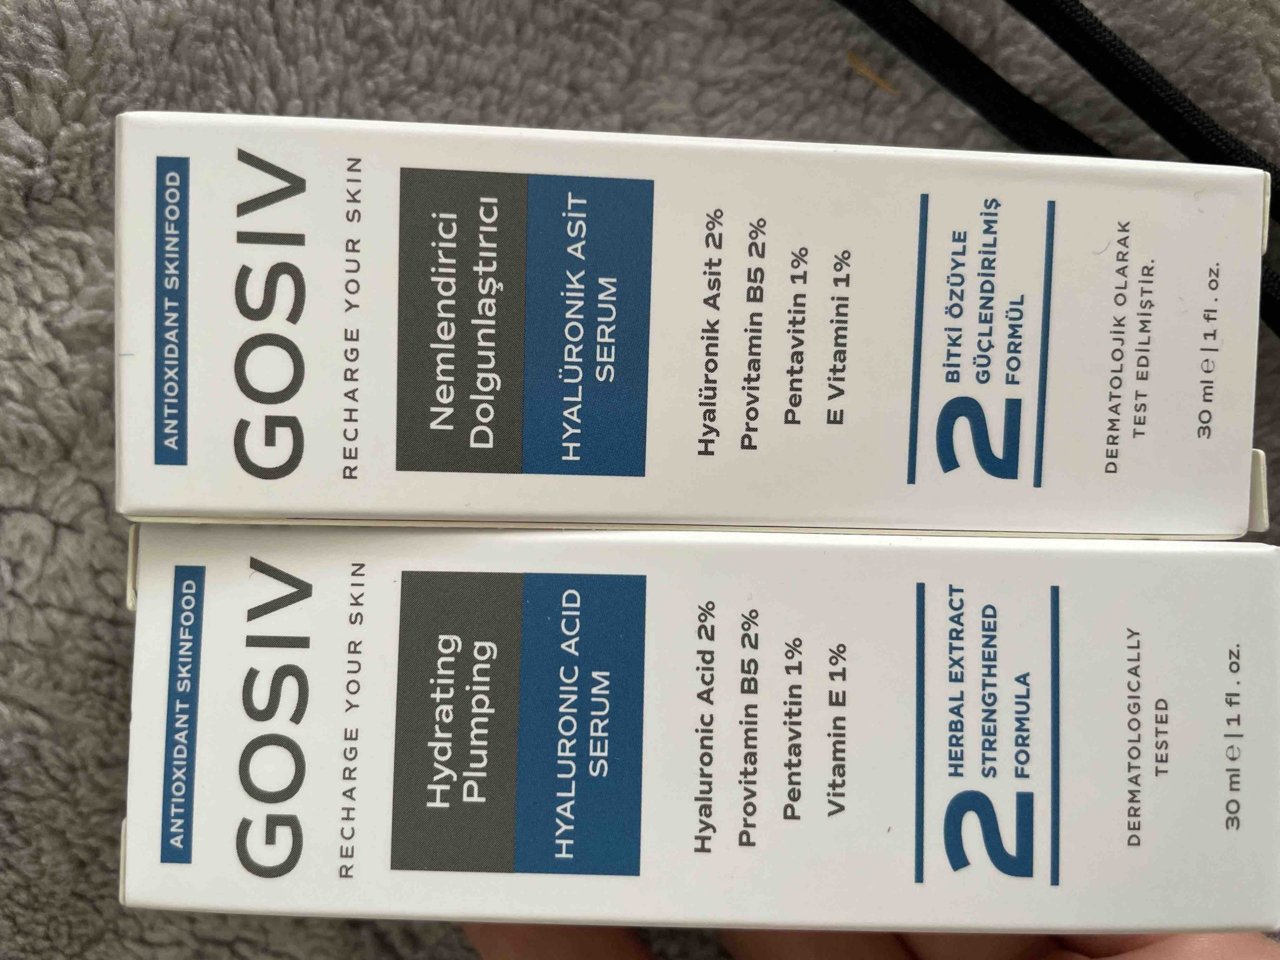 ANTIOXIDANT SKINFOOD
GOSIV
RECHARGE YOUR SKIN
Nemlendirici
Dolgunlaştırıcı
HYALÜRONİK ASİT
SERUM
Hyalüronik Asit 2%
Provitamin B5 2%
Pentavitin 1%
E Vitamini 1%
2
BİTKİ ÖZÜYLE
GÜÇLENDİRİLMİŞ
FORMÜL
DERMATOLOJİK OLARAK
TEST EDİLMİŞTİR.
30 ml e | 1 fl. oz.
ANTIOXIDANT SKINFOOD
GOSIV
RECHARGE YOUR SKIN
Hydrating
Plumping
HYALURONIC ACID
SERUM
Hyaluronic Acid 2%
Provitamin B5 2%
Pentavitin 1%
Vitamin E 1%
2
HERBAL EXTRACT
STRENGTHENED
FORMULA
DERMATOLOGICALLY
TESTED
30 ml e | 1 fl. oz.